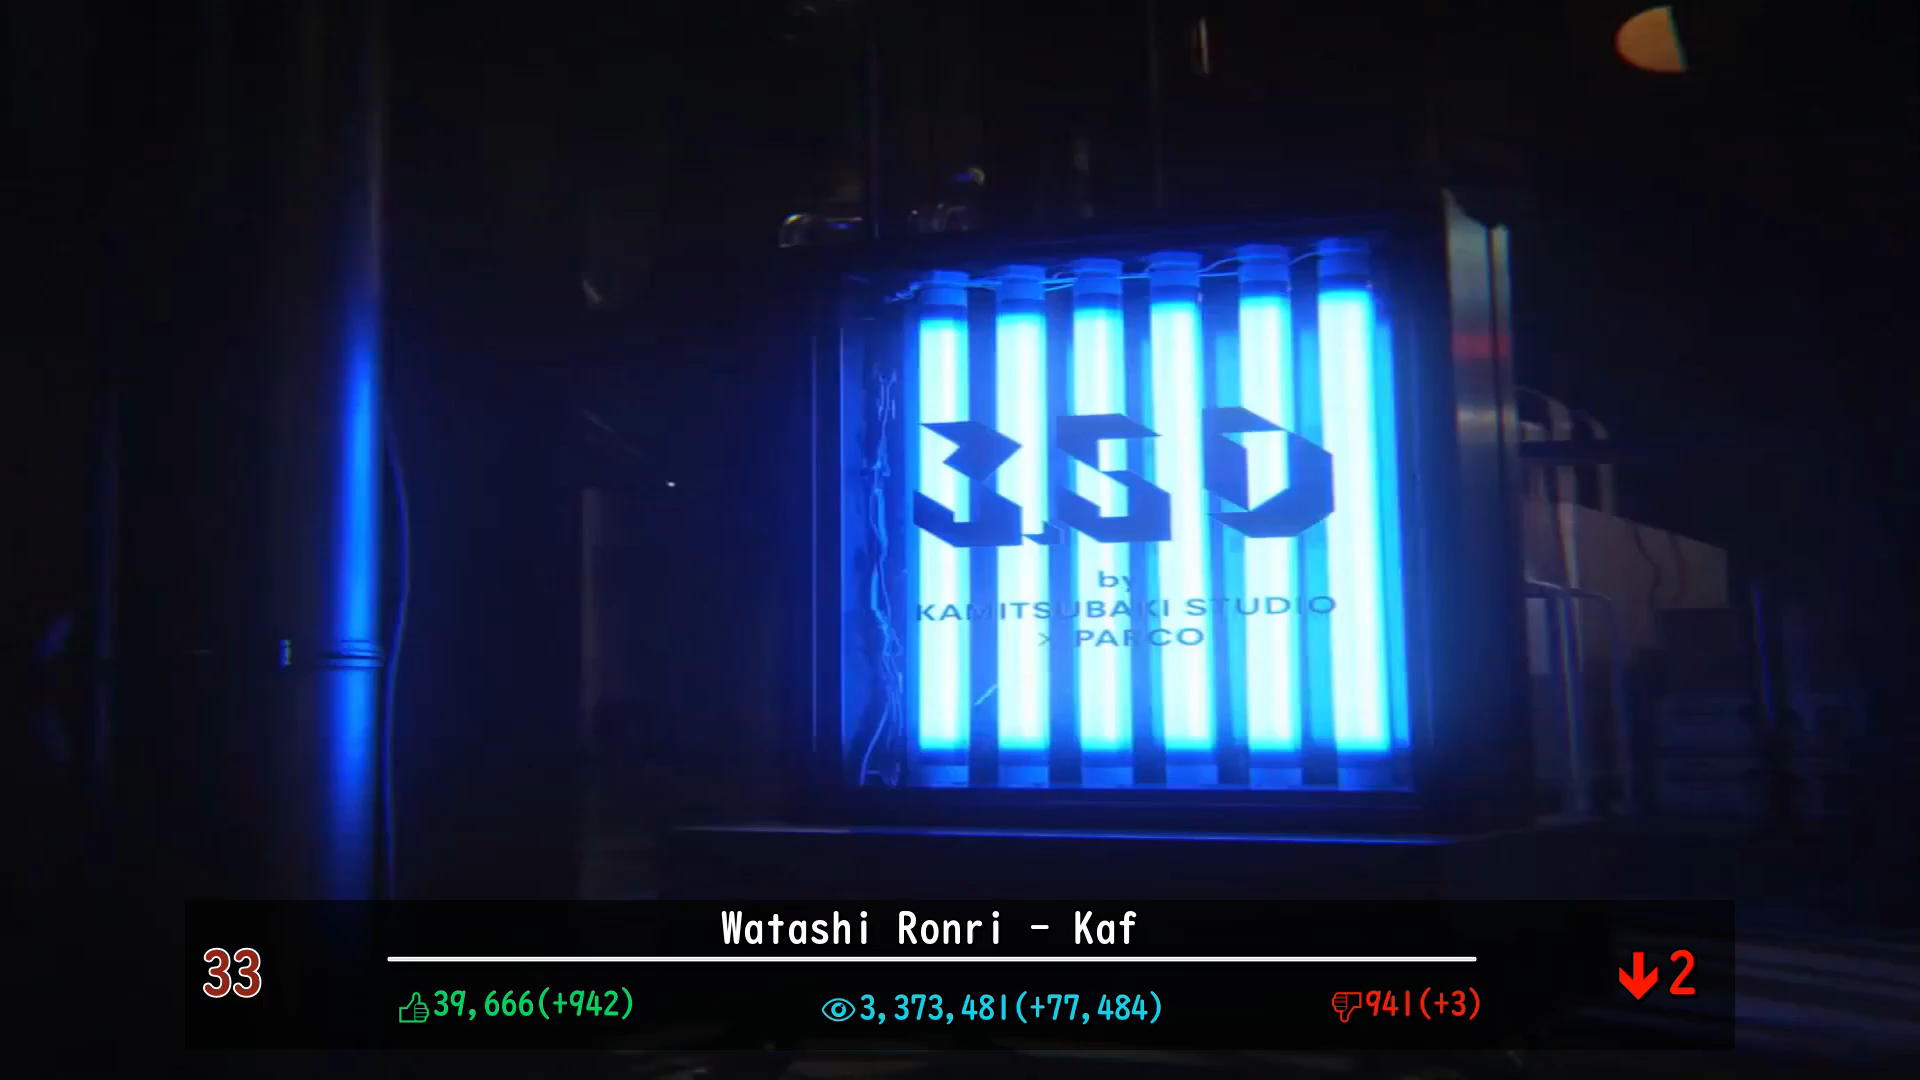 3.5D
by
KAMITSUBAKI STUDIO
× PARCO
Watashi Ronri - Kaf
33
39,666(+942)
3,373,481(+77,484)
941(+3)
2